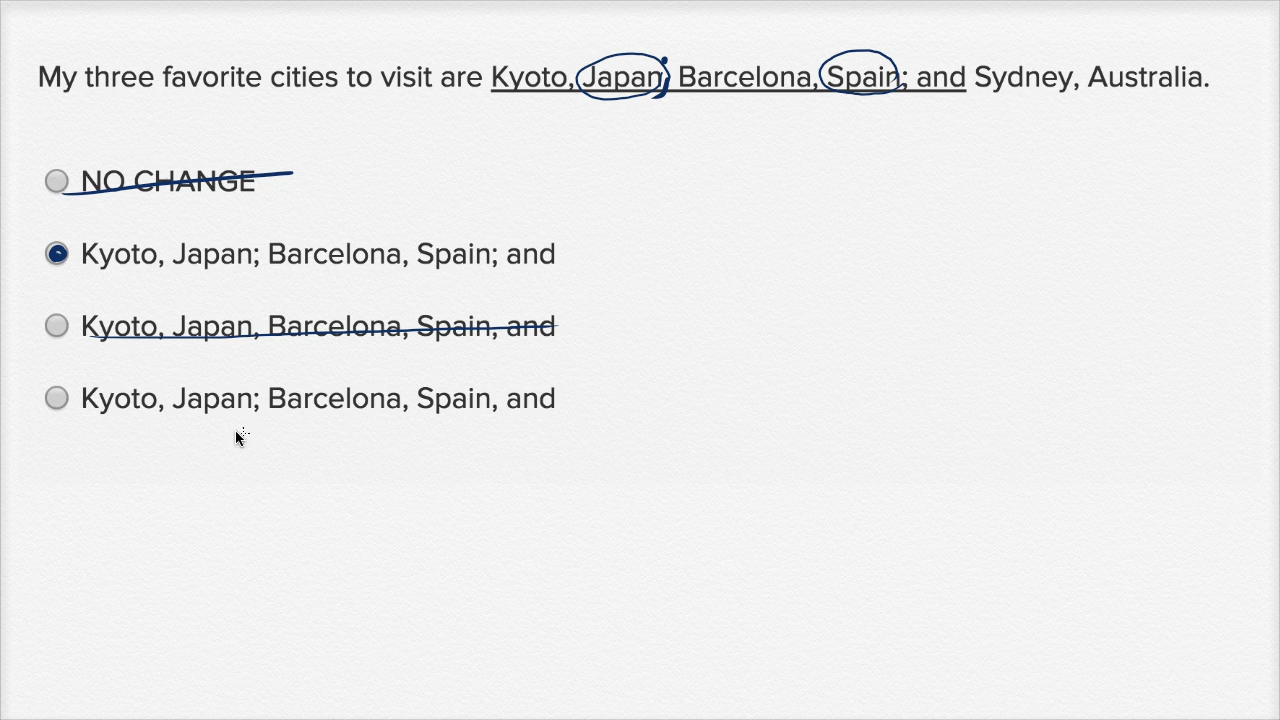 My three favorite cities to visit are Kyoto, Japan; Barcelona, Spain; and Sydney, Australia.
NO CHANGE
Kyoto, Japan; Barcelona, Spain; and
Kyoto, Japan, Barcelona, Spain, and
Kyoto, Japan; Barcelona, Spain, and